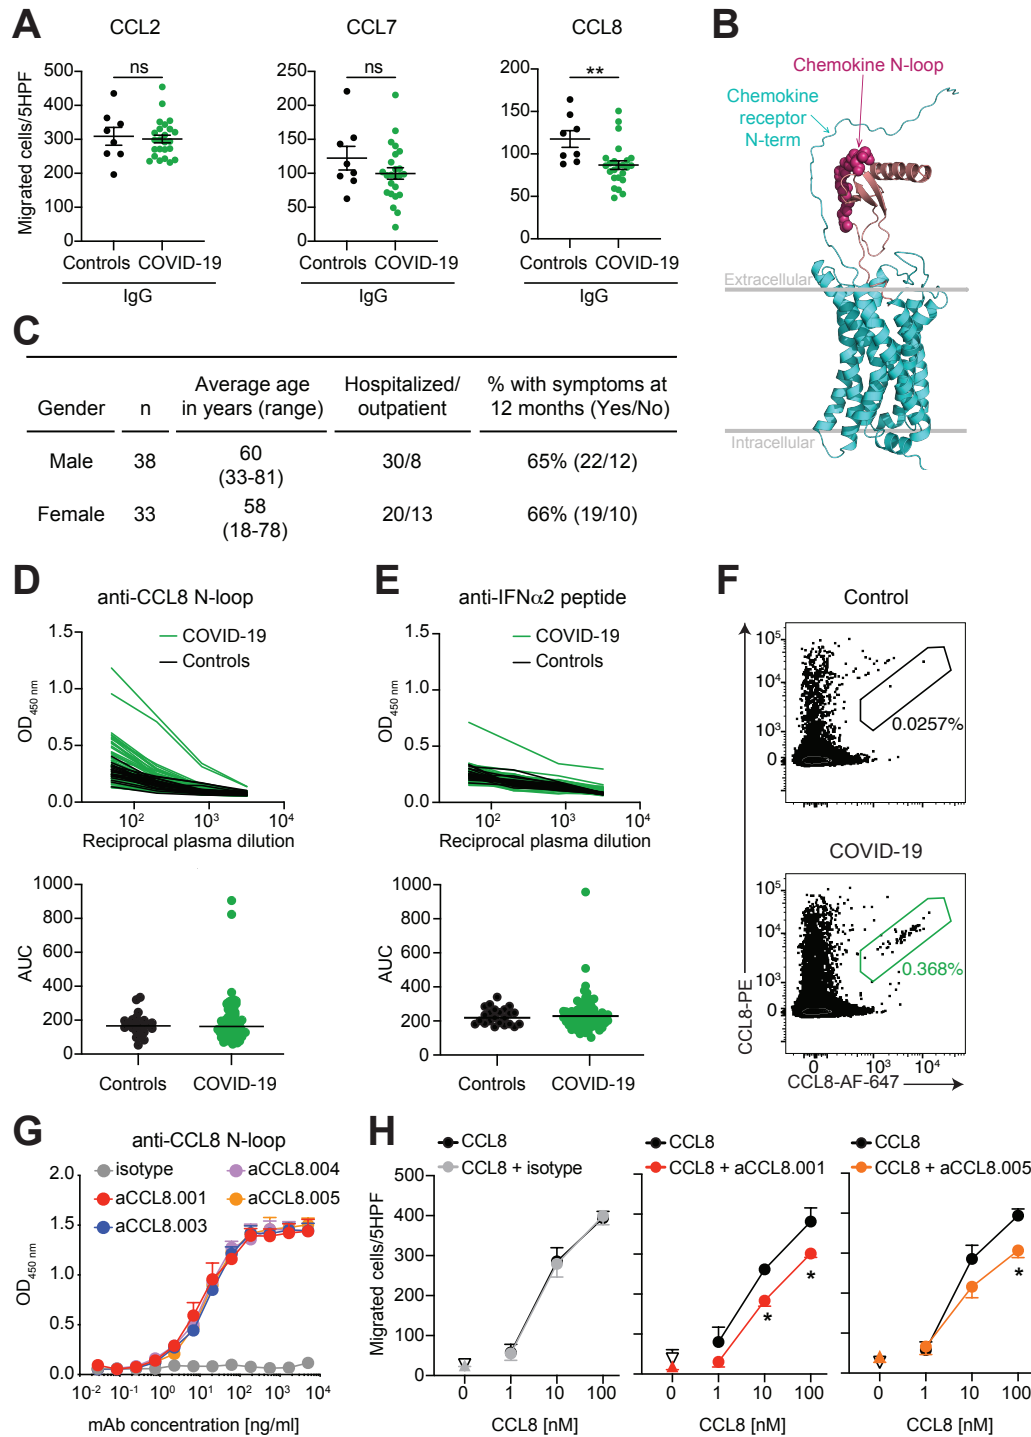 A
CCL2
CCL7
CCL8
Migrated cells/5HPF
500
400
300
200
100
0
ns
Controls COVID-19
IgG
250
200
150
100
50
0
ns
Controls COVID-19
IgG
200
150
100
50
0
**
Controls COVID-19
IgG
B
Chemokine N-loop
Chemokine
receptor
N-term
Extracellular
Intracellular
C
Gender
n
Average age
in years (range)
Hospitalized/
outpatient
% with symptoms at
12 months (Yes/No)
Male 38 60
(33-81)
30/8 65% (22/12)
Female 33 58
(18-78)
20/13 66% (19/10)
D
anti-CCL8 N-loop
COVID-19
Controls
OD450 nm
1.5
1.0
0.5
0.0
10² 10³ 10⁴
Reciprocal plasma dilution
AUC
1000
800
600
400
200
0
Controls COVID-19
E
anti-IFNα2 peptide
COVID-19
Controls
OD450 nm
1.5
1.0
0.5
0.0
10² 10³ 10⁴
Reciprocal plasma dilution
AUC
1000
800
600
400
200
0
Controls COVID-19
F
Control
10⁵
10⁴
10³
0
0.0257%
COVID-19
10⁵
10⁴
10³
0
0.368%
0 10³ 10⁴
CCL8-PE
CCL8-AF-647
G
anti-CCL8 N-loop
isotype
aCCL8.001
aCCL8.003
aCCL8.004
aCCL8.005
OD450 nm
2.0
1.5
1.0
0.5
0.0
10⁻² 10⁻¹ 10⁰ 10¹ 10² 10³ 10⁴
mAb concentration [ng/ml]
H
CCL8
CCL8 + isotype
Migrated cells/5HPF
500
400
300
200
100
0
0 1 10 100
CCL8 [nM]
CCL8
CCL8 + aCCL8.001
*
*
0 1 10 100
CCL8 [nM]
CCL8
CCL8 + aCCL8.005
*
0 1 10 100
CCL8 [nM]